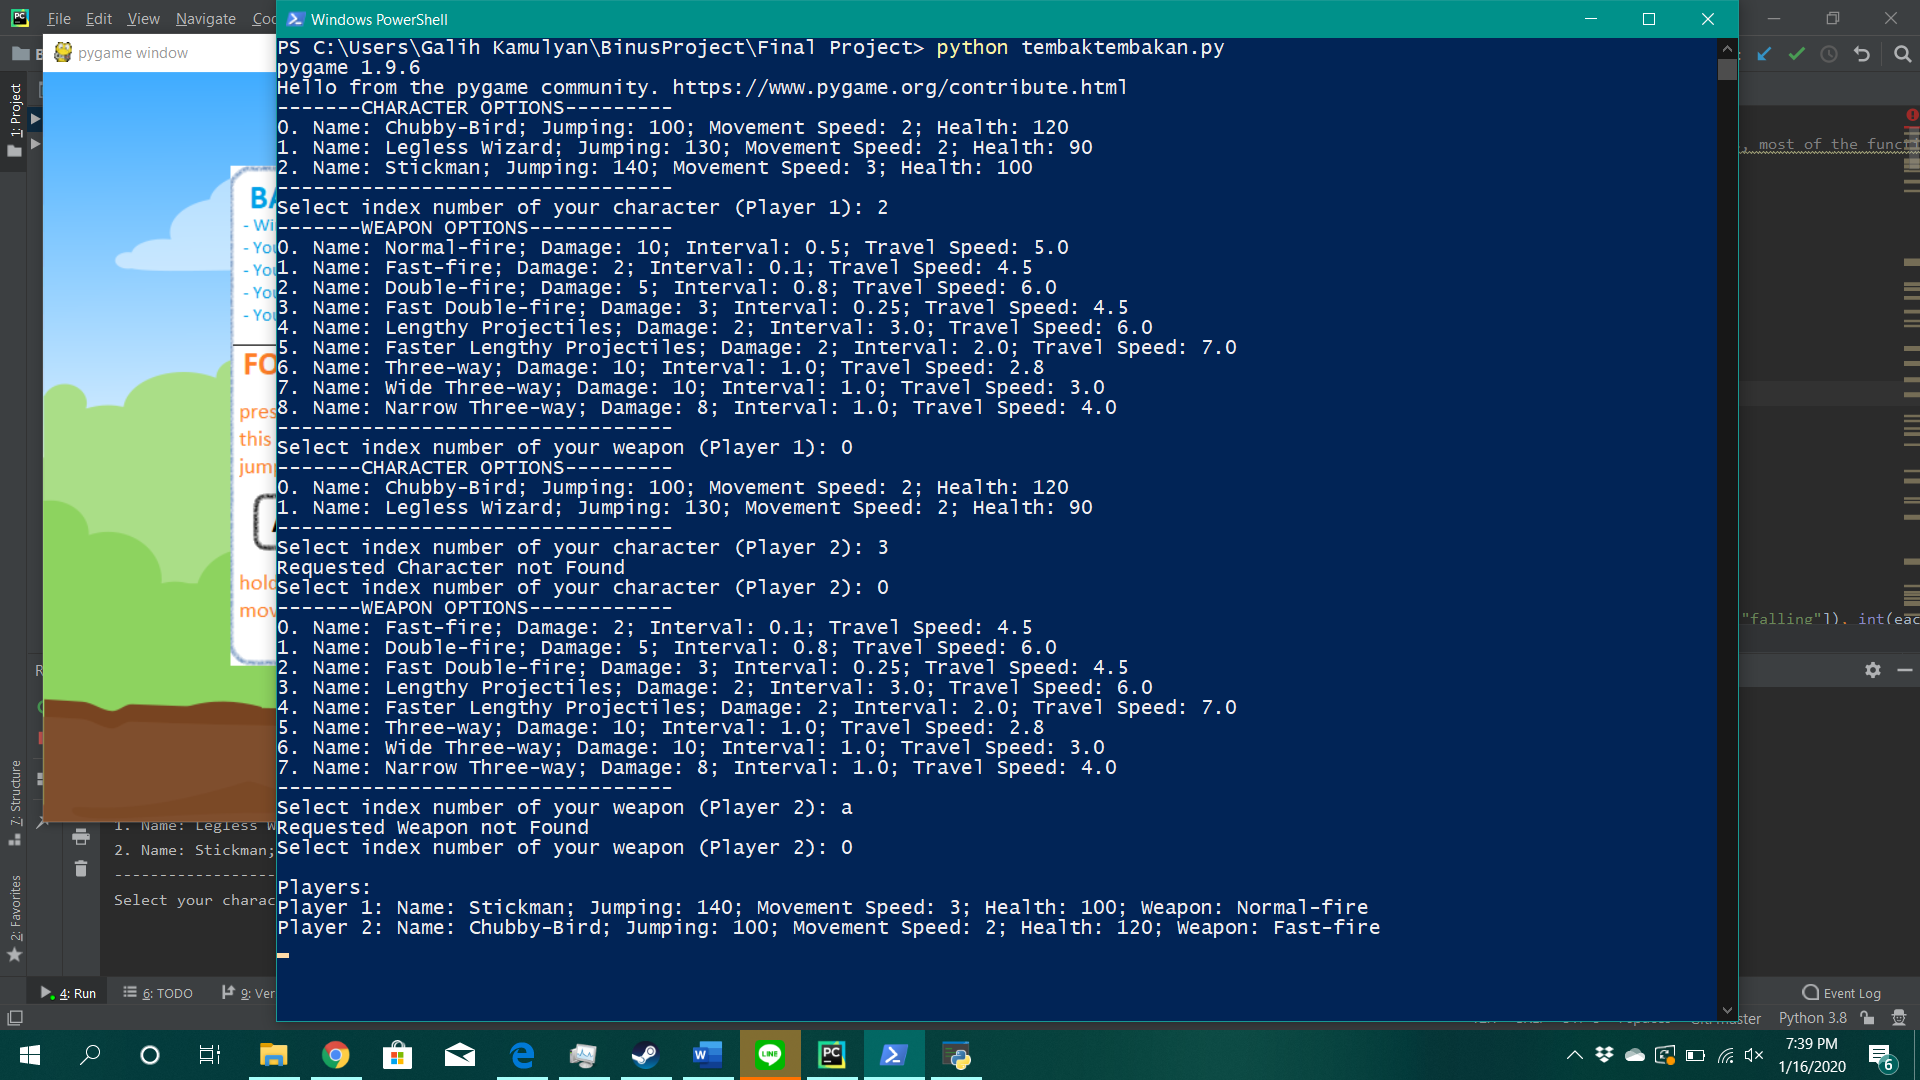 File Edit View Navigate
Windows PowerShell
pygame window
PS C:\Users\Galih Kamulyan\BinusProject\Final Project> python tembaktembakan.py
pygame 1.9.6
Hello from the pygame community. https://www.pygame.org/contribute.html
-------CHARACTER OPTIONS---------
0. Name: Chubby-Bird; Jumping: 100; Movement Speed: 2; Health: 120
1. Name: Legless Wizard; Jumping: 130; Movement Speed: 2; Health: 90
2. Name: Stickman; Jumping: 140; Movement Speed: 3; Health: 100
---------------------------------
Select index number of your character (Player 1): 2
-------WEAPON OPTIONS------------
0. Name: Normal-fire; Damage: 10; Interval: 0.5; Travel Speed: 5.0
1. Name: Fast-fire; Damage: 2; Interval: 0.1; Travel Speed: 4.5
2. Name: Double-fire; Damage: 5; Interval: 0.8; Travel Speed: 6.0
3. Name: Fast Double-fire; Damage: 3; Interval: 0.25; Travel Speed: 4.5
4. Name: Lengthy Projectiles; Damage: 2; Interval: 3.0; Travel Speed: 6.0
5. Name: Faster Lengthy Projectiles; Damage: 2; Interval: 2.0; Travel Speed: 7.0
6. Name: Three-way; Damage: 10; Interval: 1.0; Travel Speed: 2.8
7. Name: Wide Three-way; Damage: 10; Interval: 1.0; Travel Speed: 3.0
8. Name: Narrow Three-way; Damage: 8; Interval: 1.0; Travel Speed: 4.0
---------------------------------
Select index number of your weapon (Player 1): 0
-------CHARACTER OPTIONS---------
0. Name: Chubby-Bird; Jumping: 100; Movement Speed: 2; Health: 120
1. Name: Legless Wizard; Jumping: 130; Movement Speed: 2; Health: 90
---------------------------------
Select index number of your character (Player 2): 3
Requested Character not Found
Select index number of your character (Player 2): 0
-------WEAPON OPTIONS------------
0. Name: Fast-fire; Damage: 2; Interval: 0.1; Travel Speed: 4.5
1. Name: Double-fire; Damage: 5; Interval: 0.8; Travel Speed: 6.0
2. Name: Fast Double-fire; Damage: 3; Interval: 0.25; Travel Speed: 4.5
3. Name: Lengthy Projectiles; Damage: 2; Interval: 3.0; Travel Speed: 6.0
4. Name: Faster Lengthy Projectiles; Damage: 2; Interval: 2.0; Travel Speed: 7.0
5. Name: Three-way; Damage: 10; Interval: 1.0; Travel Speed: 2.8
6. Name: Wide Three-way; Damage: 10; Interval: 1.0; Travel Speed: 3.0
7. Name: Narrow Three-way; Damage: 8; Interval: 1.0; Travel Speed: 4.0
---------------------------------
Select index number of your weapon (Player 2): a
Requested Weapon not Found
Select index number of your weapon (Player 2): 0
Players:
Player 1: Name: Stickman; Jumping: 140; Movement Speed: 3; Health: 100; Weapon: Normal-fire
Player 2: Name: Chubby-Bird; Jumping: 100; Movement Speed: 2; Health: 120; Weapon: Fast-fire
1: Project
7: Structure
2: Favorites
BA
- Wi
- You
- You
- You
- You
FO
pres
this
jump
A
hold
mov
1. Name: Legless W
2. Name: Stickman;
Select your charac
, most of the funct
"falling"]), int(eac
4: Run
6: TODO
9: Ver
Event Log
Python 3.8
7:39 PM
1/16/2020
6